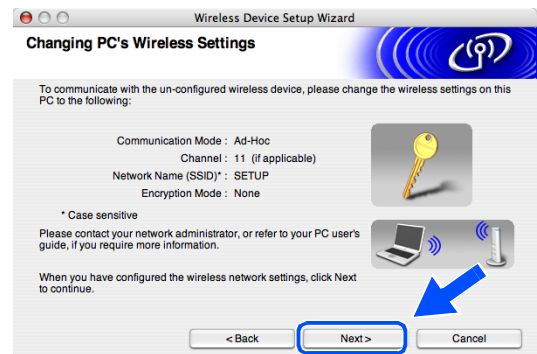 Wireless Device Setup Wizard
Changing PC's Wireless Settings
To communicate with the un-configured wireless device, please change the wireless settings on this
PC to the following:
Communication Mode : Ad-Hoc
Channel : 11 (if applicable)
Network Name (SSID)* : SETUP
Encryption Mode : None
* Case sensitive
Please contact your network administrator, or refer to your PC user's
guide, if you require more information.
When you have configured the wireless network settings, click Next
to continue.
< Back Next > Cancel